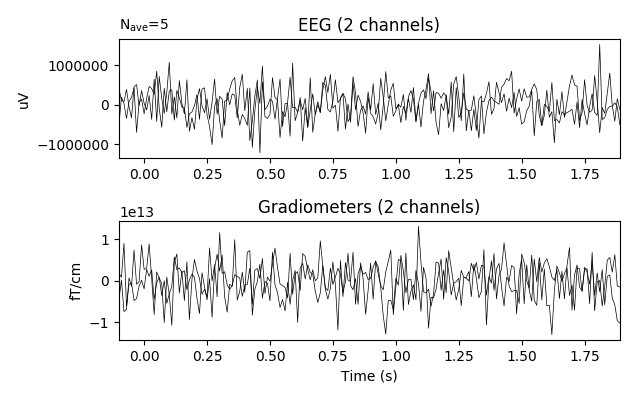 Nave=5
EEG (2 channels)
1000000
0
−1000000
uV
0.00 0.25 0.50 0.75 1.00 1.25 1.50 1.75
1e13
Gradiometers (2 channels)
1
0
−1
fT/cm
0.00 0.25 0.50 0.75 1.00 1.25 1.50 1.75
Time (s)